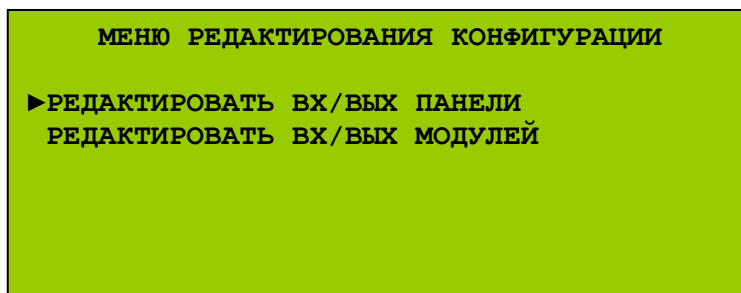 МЕНЮ РЕДАКТИРОВАНИЯ КОНФИГУРАЦИИ
►РЕДАКТИРОВАТЬ ВХ/ВЫХ ПАНЕЛИ
РЕДАКТИРОВАТЬ ВХ/ВЫХ МОДУЛЕЙ